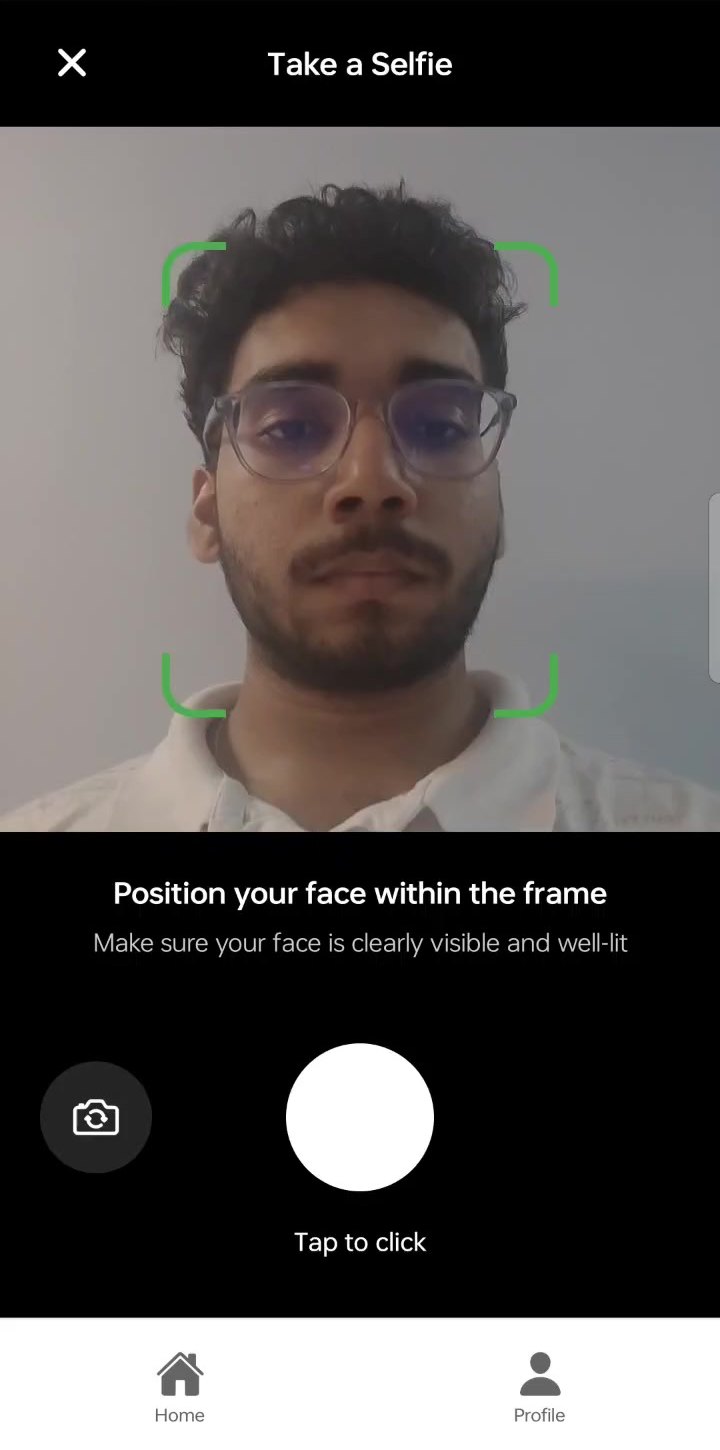 Take a Selfie
Position your face within the frame
Make sure your face is clearly visible and well-lit
Tap to click
Home
Profile